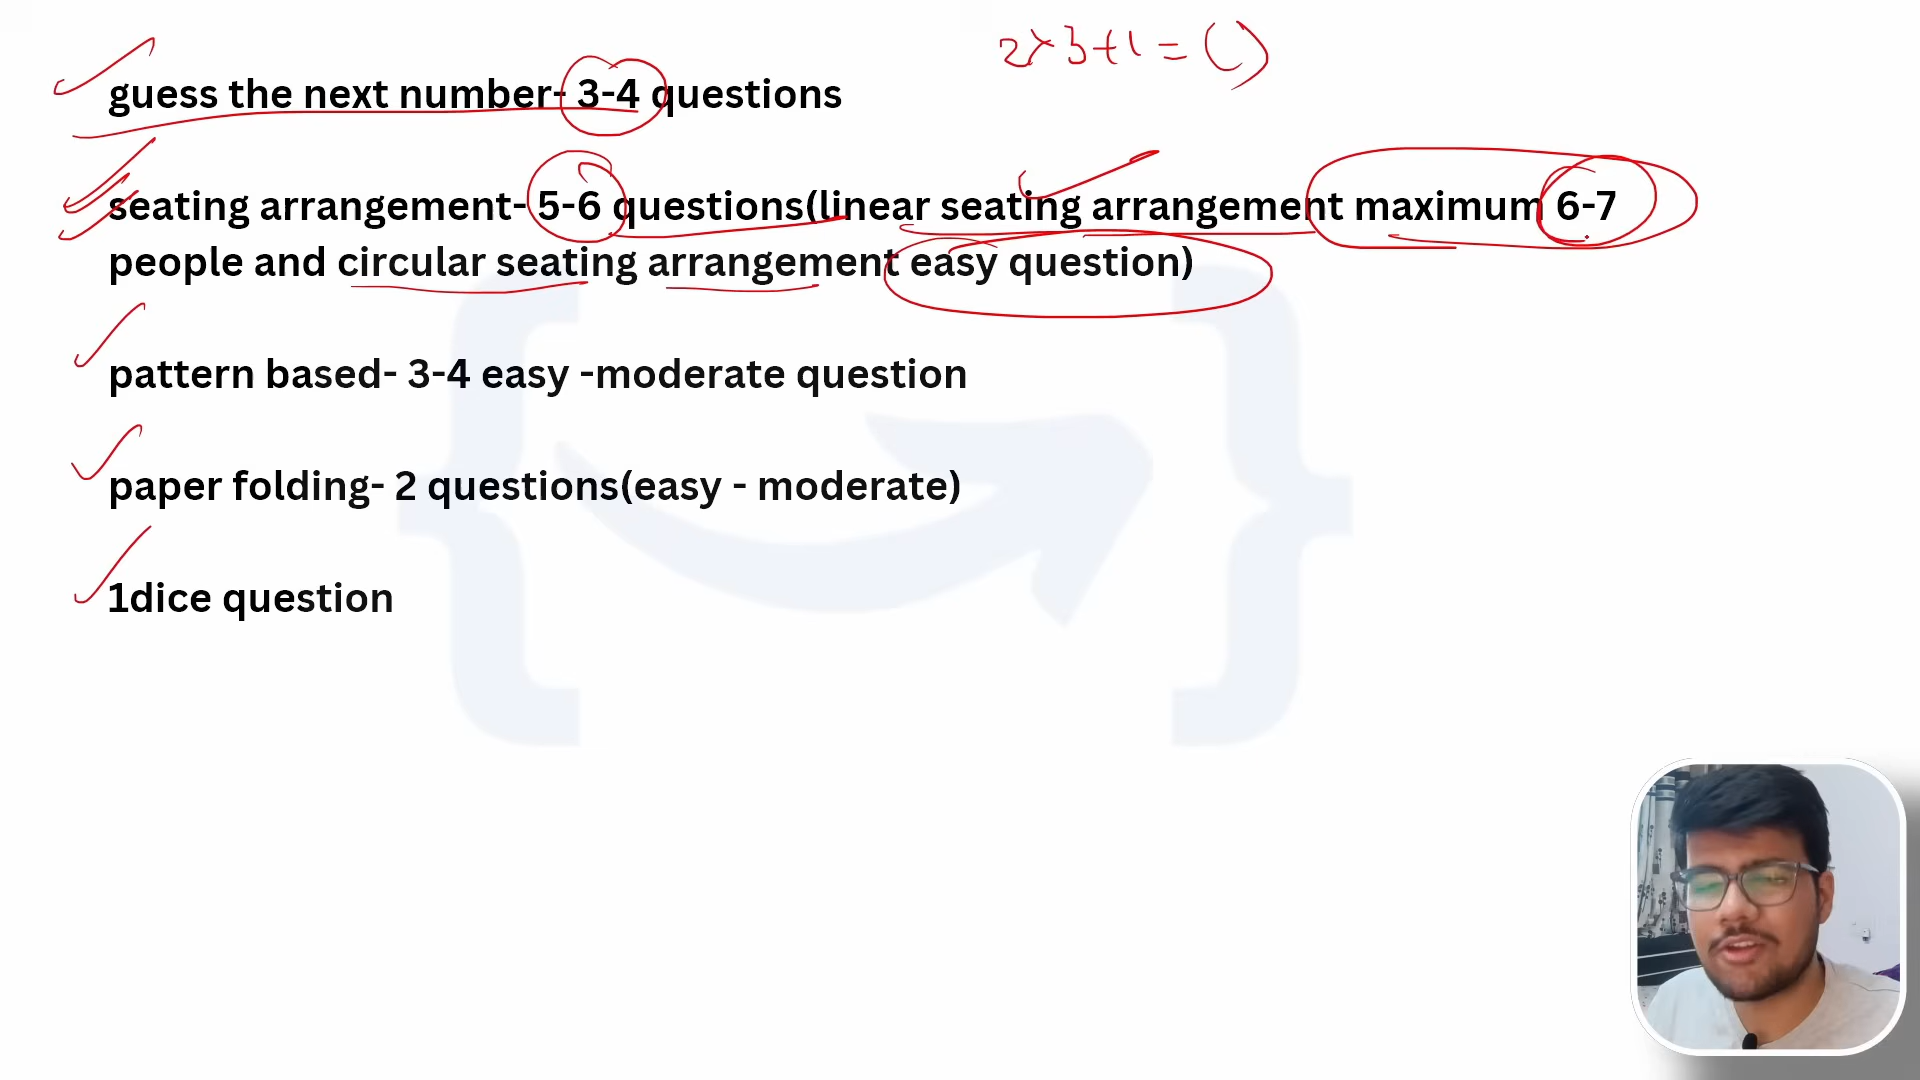 2×3+1=( )
guess the next number- 3-4 questions
seating arrangement- 5-6 questions(linear seating arrangement maximum 6-7
people and circular seating arrangement easy question)
pattern based- 3-4 easy -moderate question
paper folding- 2 questions(easy - moderate)
1dice question